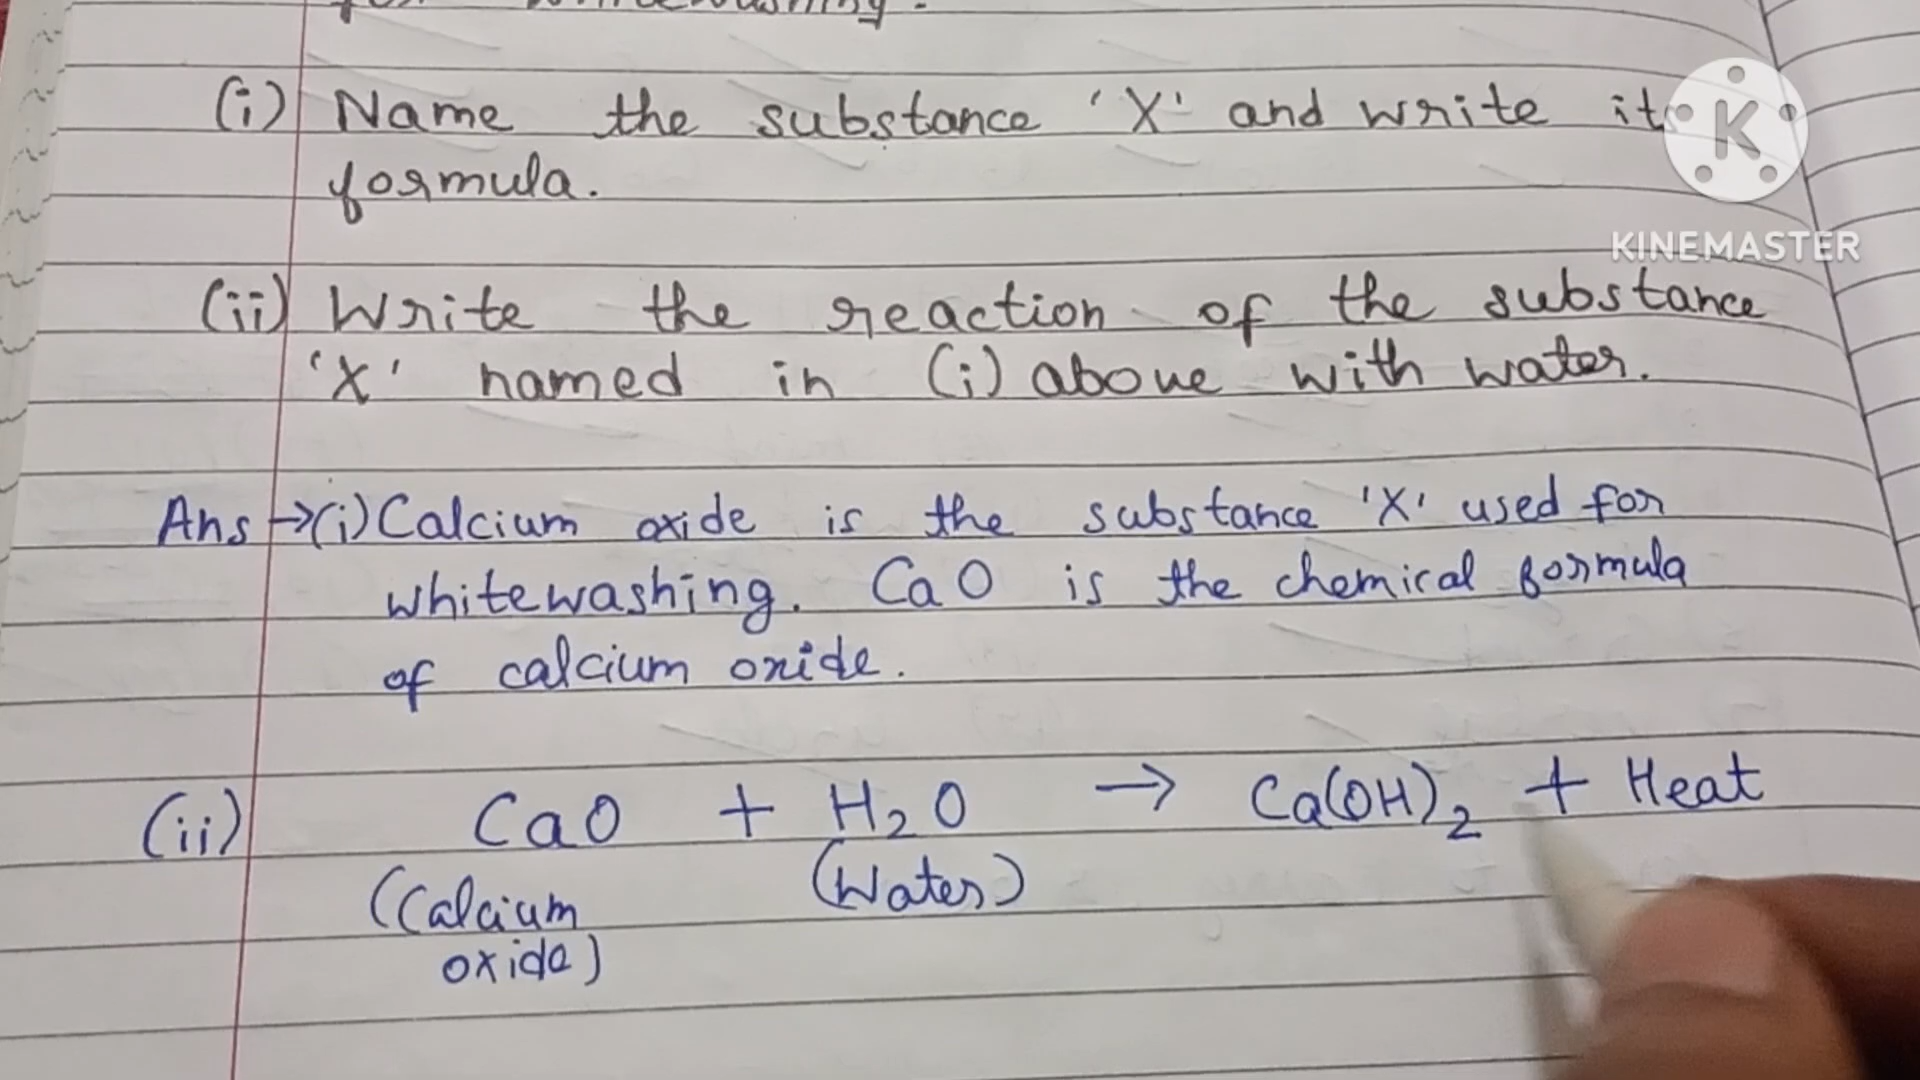 whitewashing.
(i) Name the substance 'X' and write its
formula.
(ii) Write the reaction of the substance
'X' named in (i) above with water.
Ans →(i) Calcium oxide is the substance 'X' used for
whitewashing. CaO is the chemical formula
of calcium oxide.
(ii) CaO + H₂O → Ca(OH)₂ + Heat
(Calcium oxide) (Water)
K
KINEMASTER